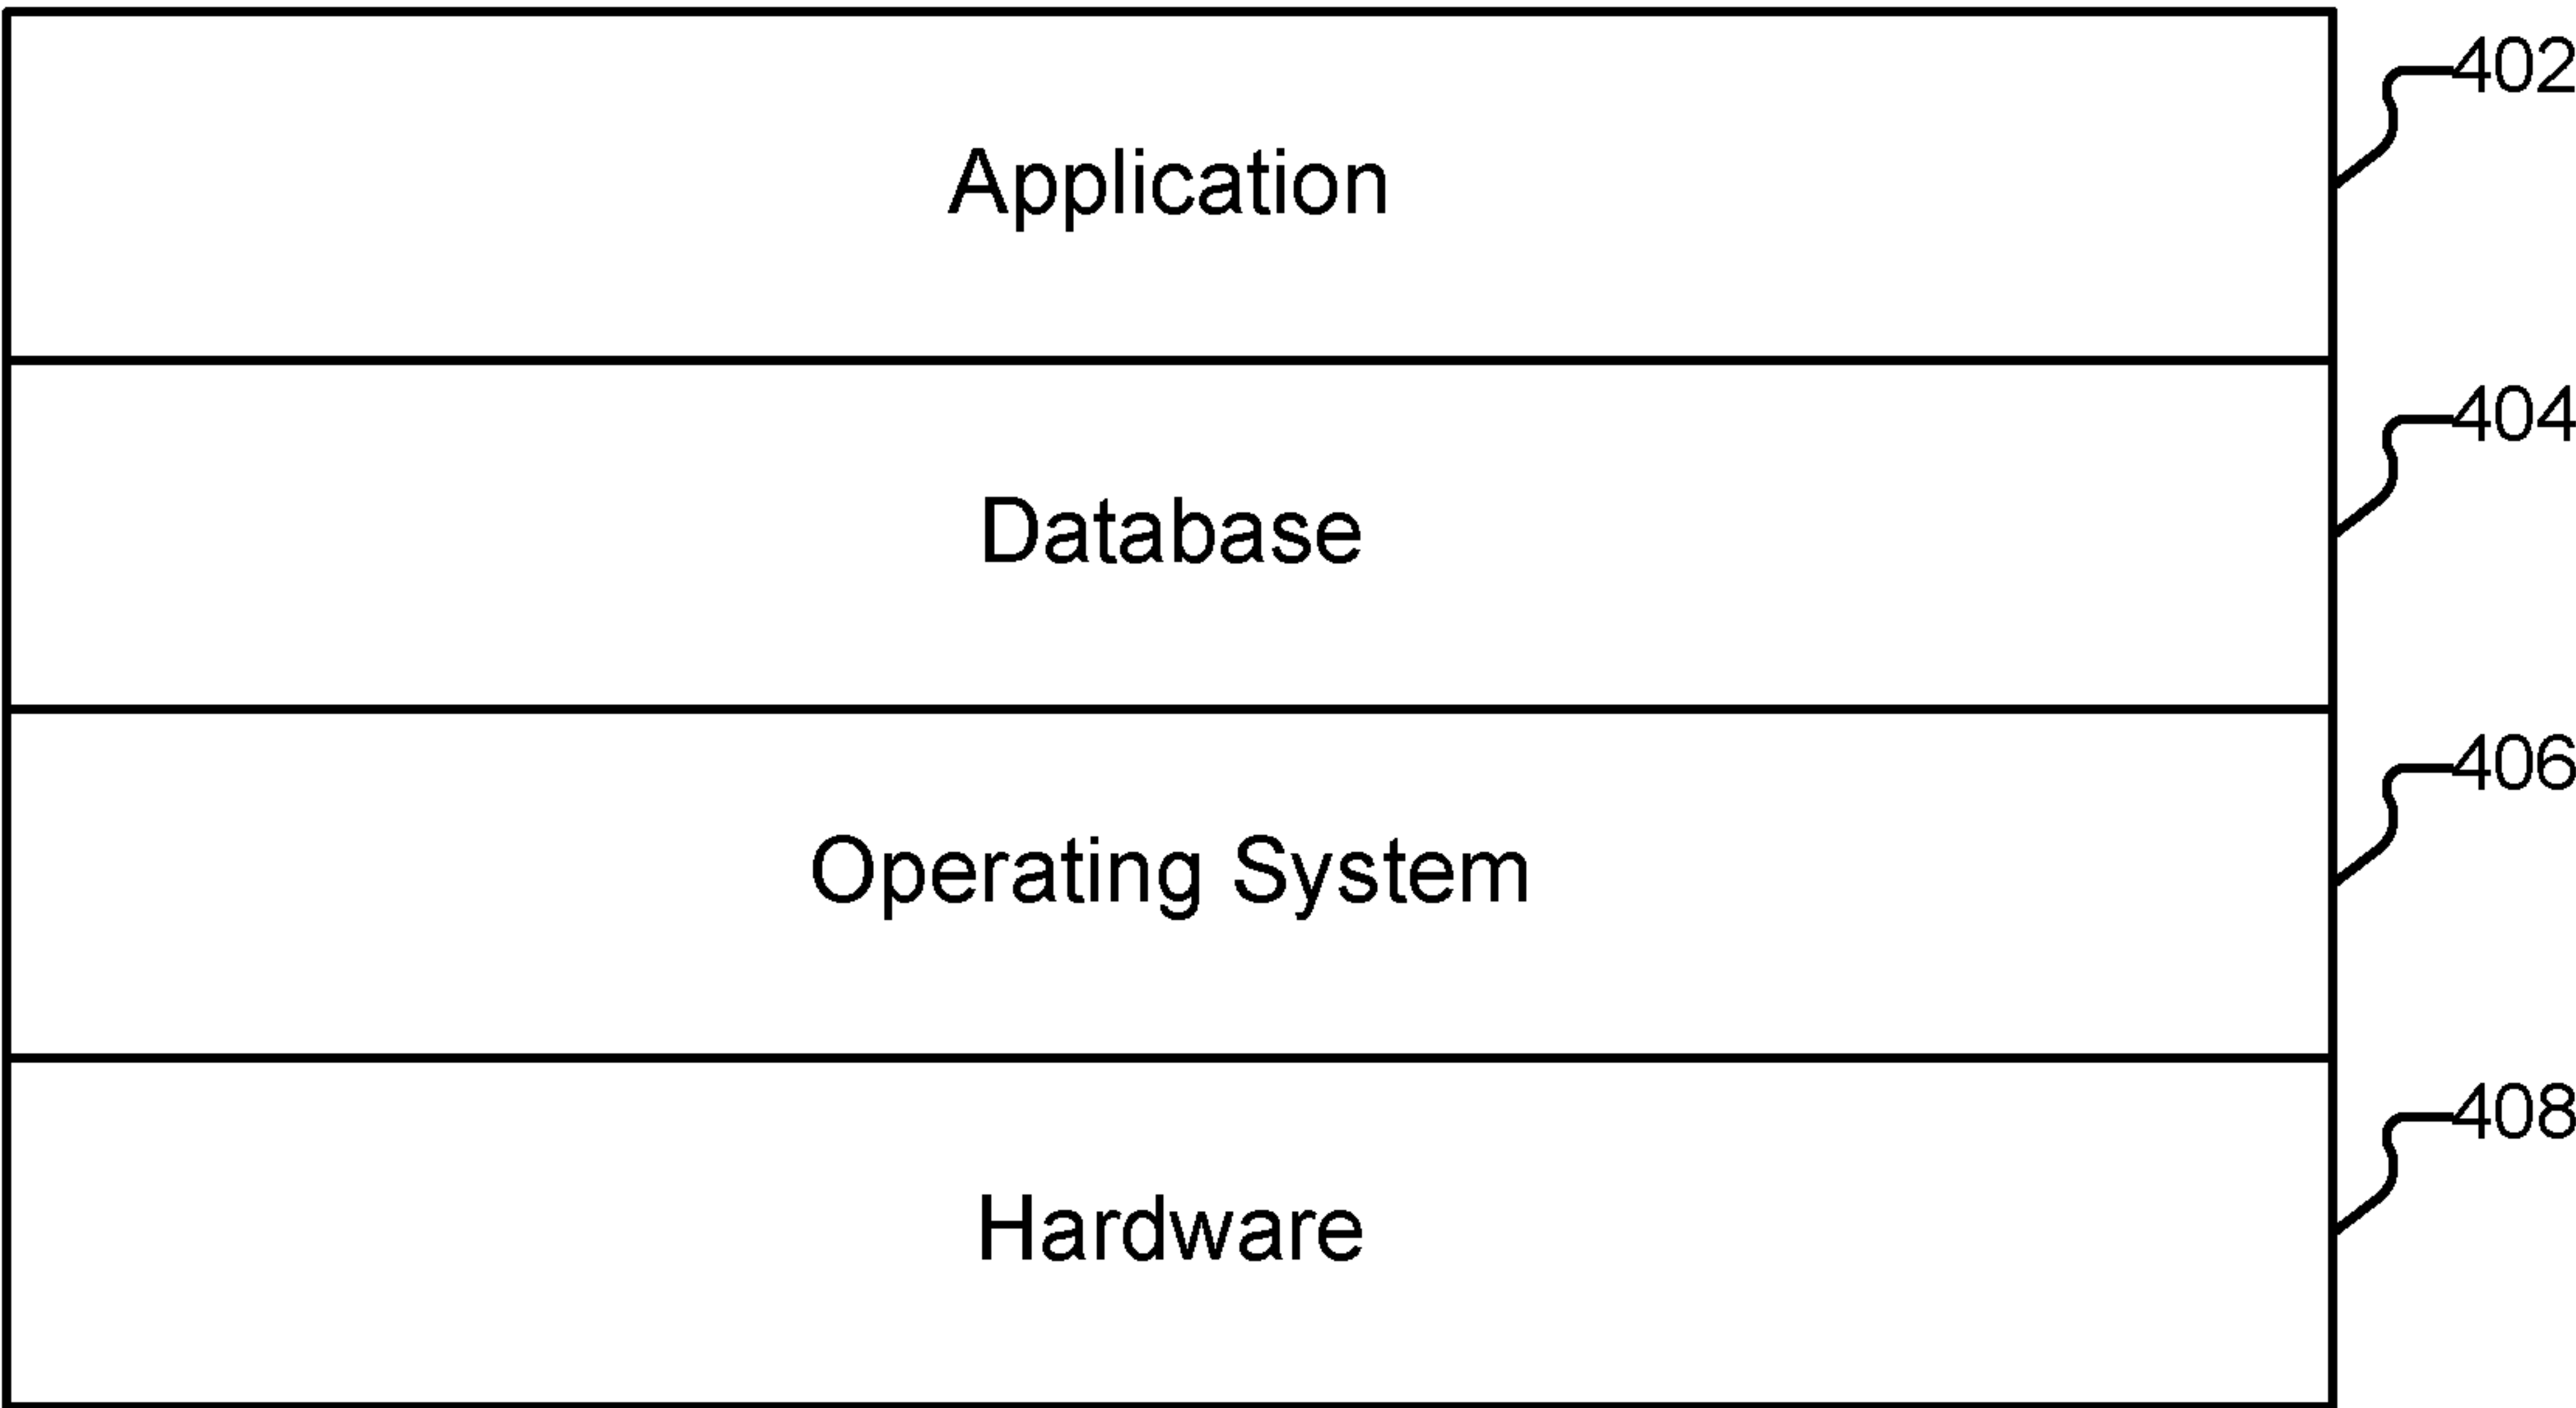 402
Application
404
Database
406
Operating System
408
Hardware